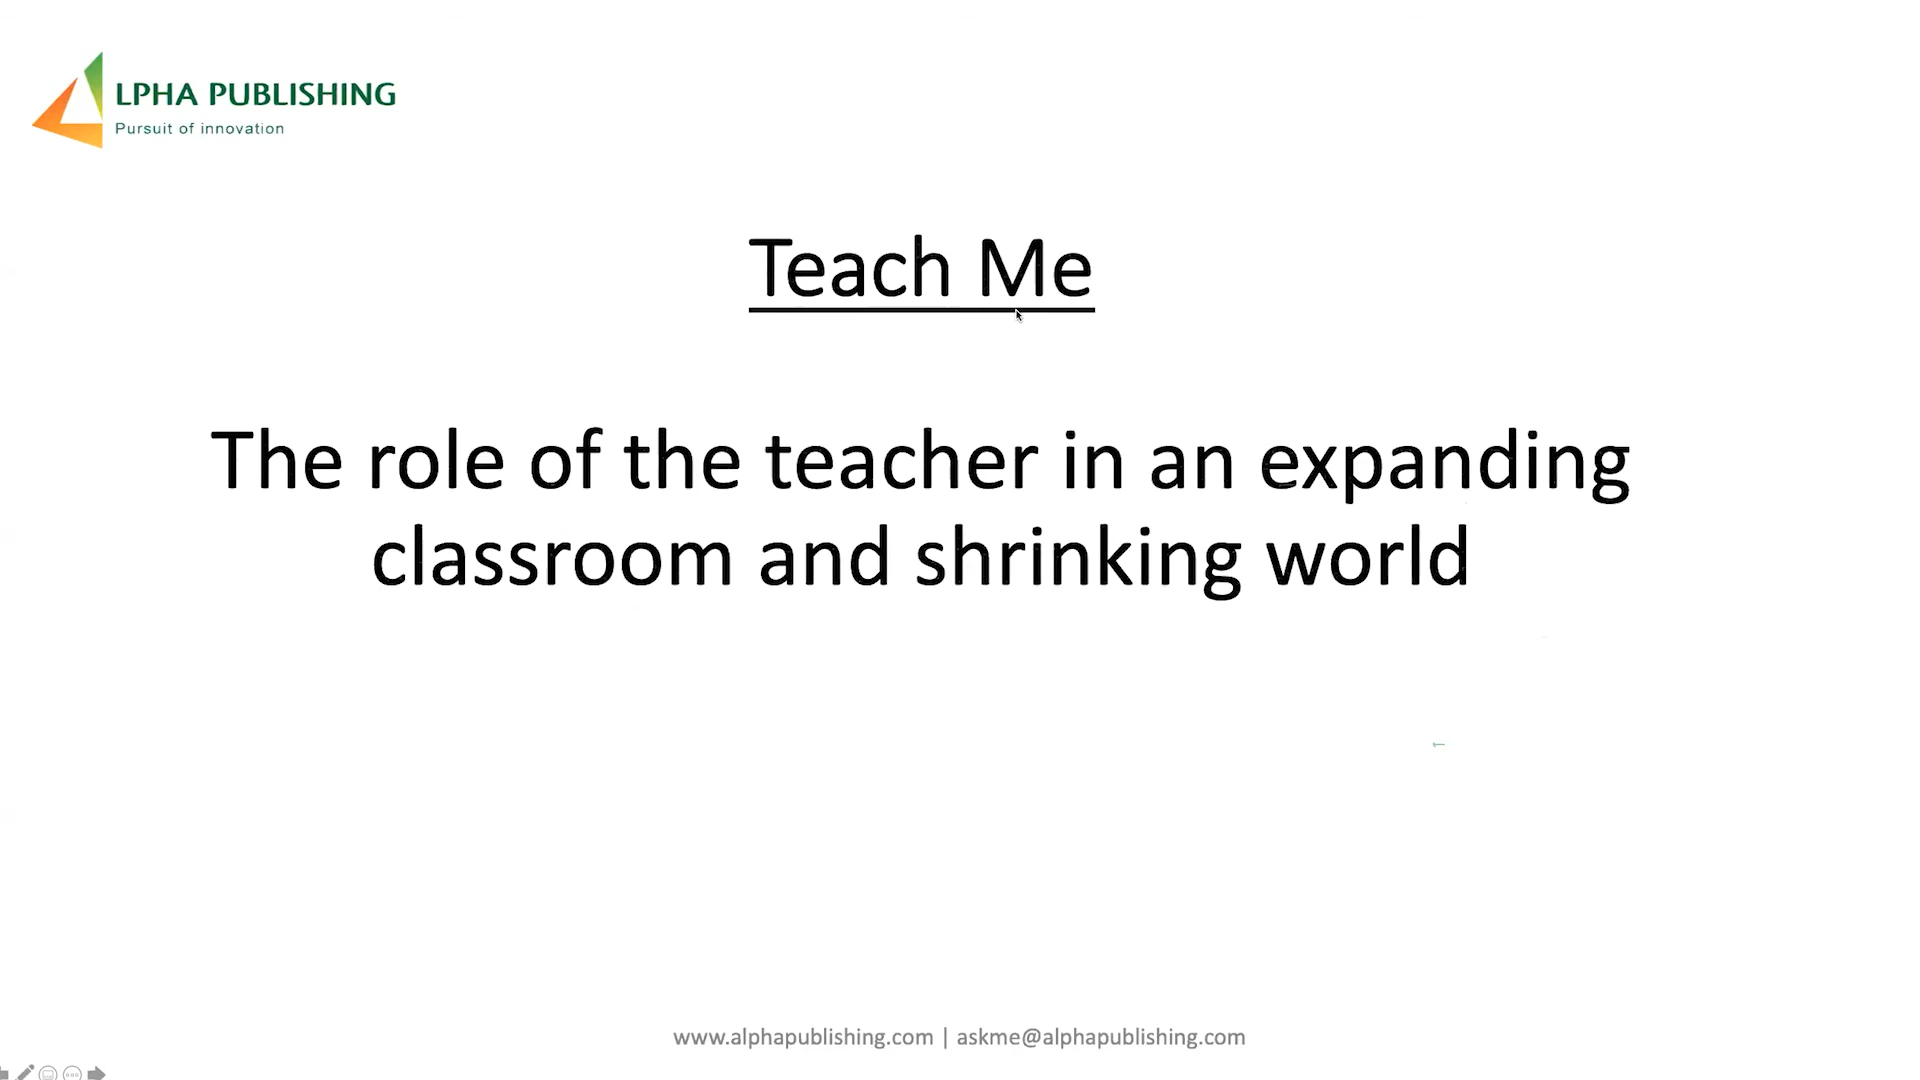 LPHA PUBLISHING
Pursuit of innovation
Teach Me
The role of the teacher in an expanding
classroom and shrinking world
www.alphapublishing.com | askme@alphapublishing.com